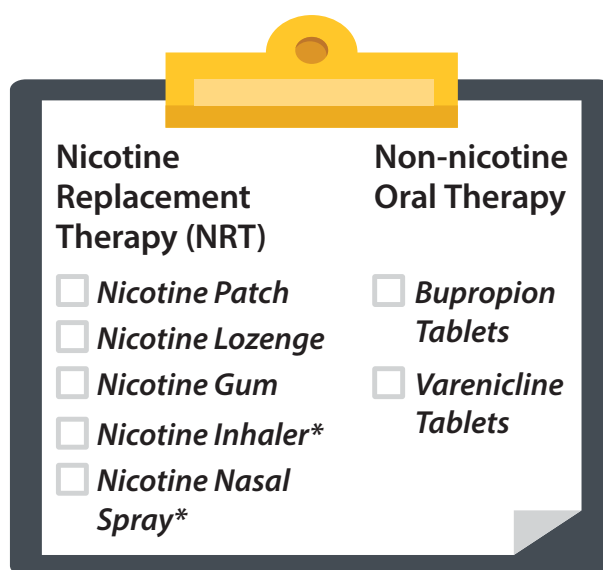 Nicotine
Replacement
Therapy (NRT)
Nicotine Patch
Nicotine Lozenge
Nicotine Gum
Nicotine Inhaler*
Nicotine Nasal
Spray*
Non-nicotine
Oral Therapy
Bupropion
Tablets
Varenicline
Tablets